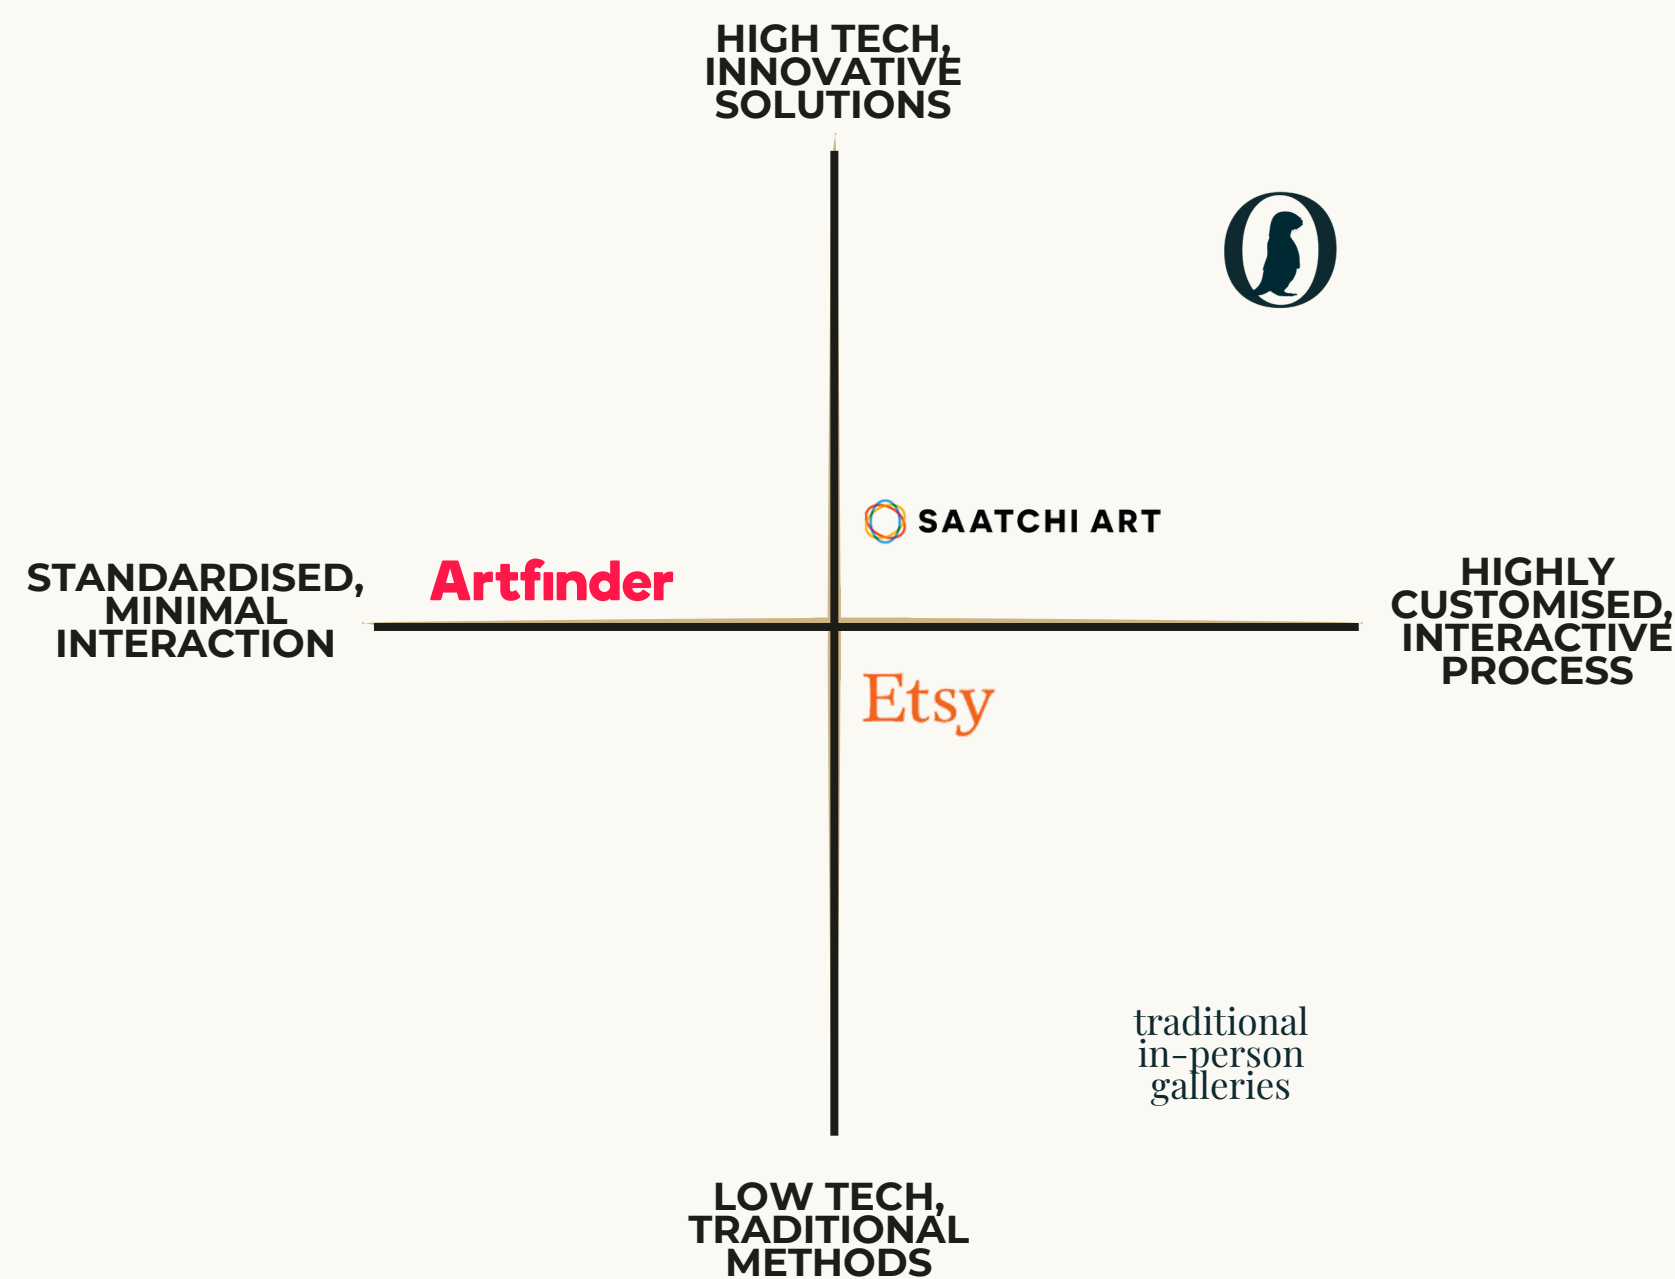 HIGH TECH,
INNOVATIVE
SOLUTIONS
O
SAATCHI ART
Artfinder
STANDARDISED,
MINIMAL
INTERACTION
HIGHLY
CUSTOMISED,
INTERACTIVE
PROCESS
Etsy
traditional
in-person
galleries
LOW TECH,
TRADITIONAL
METHODS